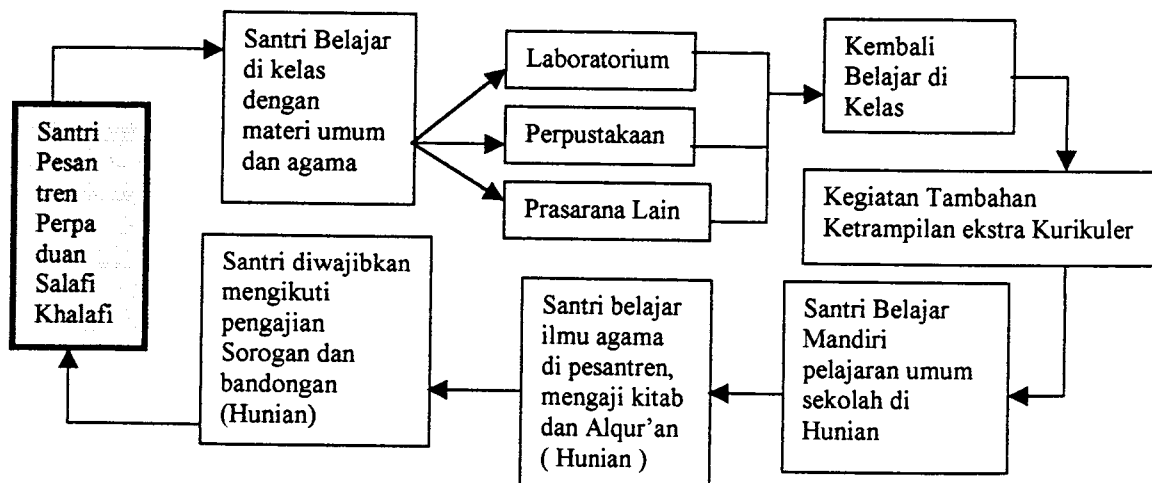 Santri
Pesan
tren
Perpa
duan
Salafi
Khalafi
Santri Belajar
di kelas
dengan
materi umum
dan agama
Laboratorium
Perpustakaan
Prasarana Lain
Kembali
Belajar di
Kelas
Kegiatan Tambahan
Ketrampilan ekstra Kurikuler
Santri Belajar
Mandiri
pelajaran umum
sekolah di
Hunian
Santri belajar
ilmu agama
di pesantren,
mengaji kitab
dan Alqur'an
( Hunian )
Santri diwajibkan
mengikuti
pengajian
Sorogan dan
bandongan
(Hunian)